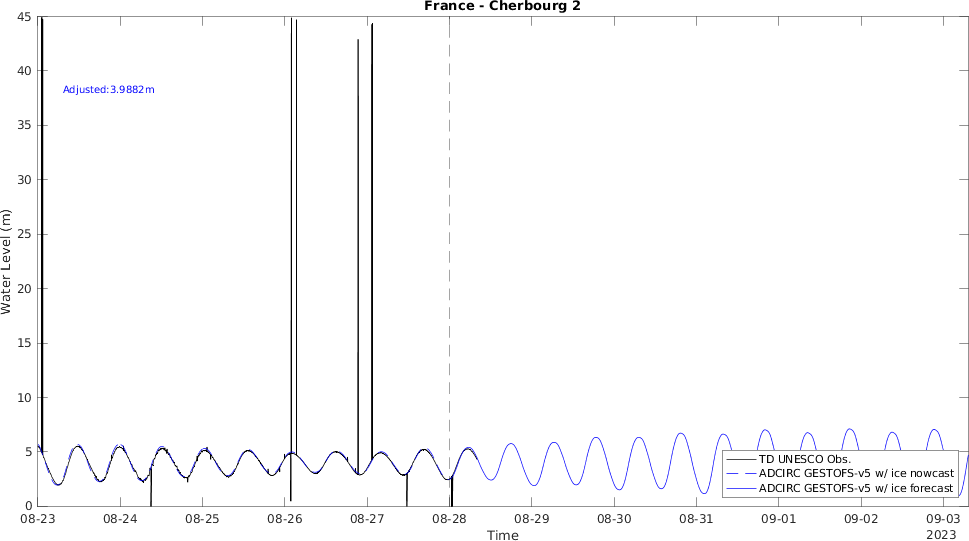 France - Cherbourg 2
Adjusted:3.9882m
Water Level (m)
45
40
35
30
25
20
15
10
5
0
TD UNESCO Obs.
ADCIRC GESTOFS-v5 w/ ice nowcast
ADCIRC GESTOFS-v5 w/ ice forecast
08-23 08-24 08-25 08-26 08-27 08-28 08-29 08-30 08-31 09-01 09-02 09-03
Time
2023